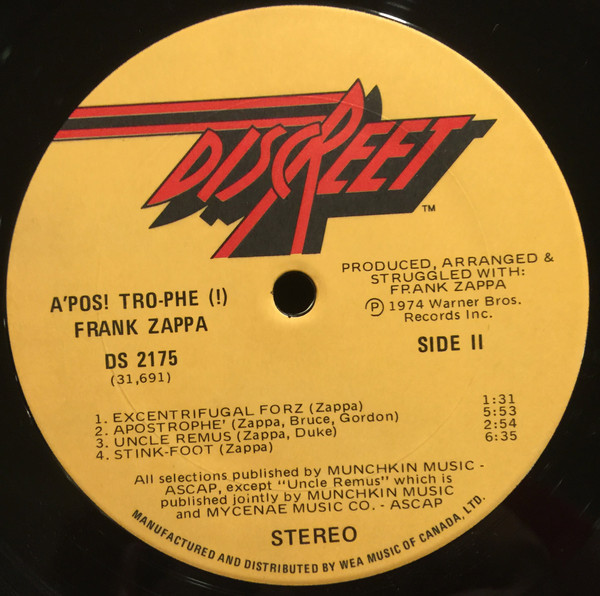 DISCREET
TM
A'POS! TRO-PHE (!)
FRANK ZAPPA
DS 2175
(31,691)
PRODUCED, ARRANGED &
STRUGGLED WITH:
FRANK ZAPPA
Ⓟ 1974 Warner Bros.
Records Inc.
SIDE II
1. EXCENTRIFUGAL FORZ (Zappa) 1:31
2. APOSTROPHE' (Zappa, Bruce, Gordon) 5:53
3. UNCLE REMUS (Zappa, Duke) 2:54
4. STINK-FOOT (Zappa) 6:35
All selections published by MUNCHKIN MUSIC -
ASCAP, except "Uncle Remus" which is
published jointly by MUNCHKIN MUSIC
and MYCENAE MUSIC CO. - ASCAP
STEREO
MANUFACTURED AND DISTRIBUTED BY WEA MUSIC OF CANADA, LTD.